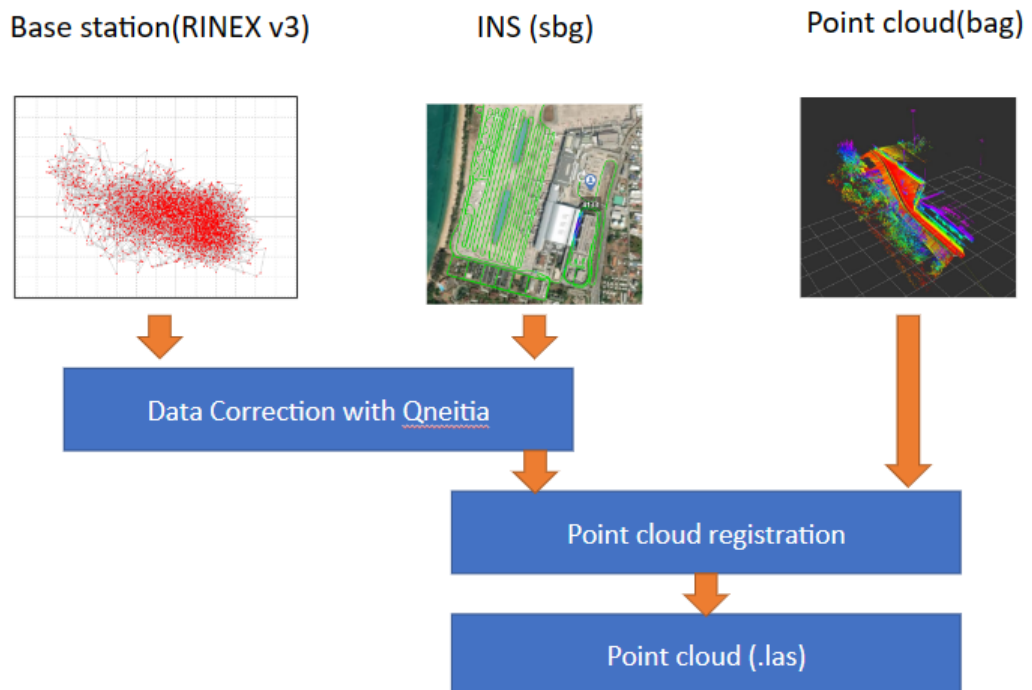 Base station(RINEX v3)
INS (sbg)
Point cloud(bag)
Data Correction with Qneitia
Point cloud registration
Point cloud (.las)